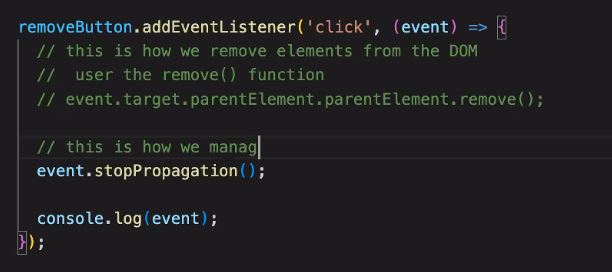 removeButton.addEventListener('click', (event) => {
// this is how we remove elements from the DOM
//  user the remove() function
// event.target.parentElement.parentElement.remove();
// this is how we manag
event.stopPropagation();
console.log(event);
});